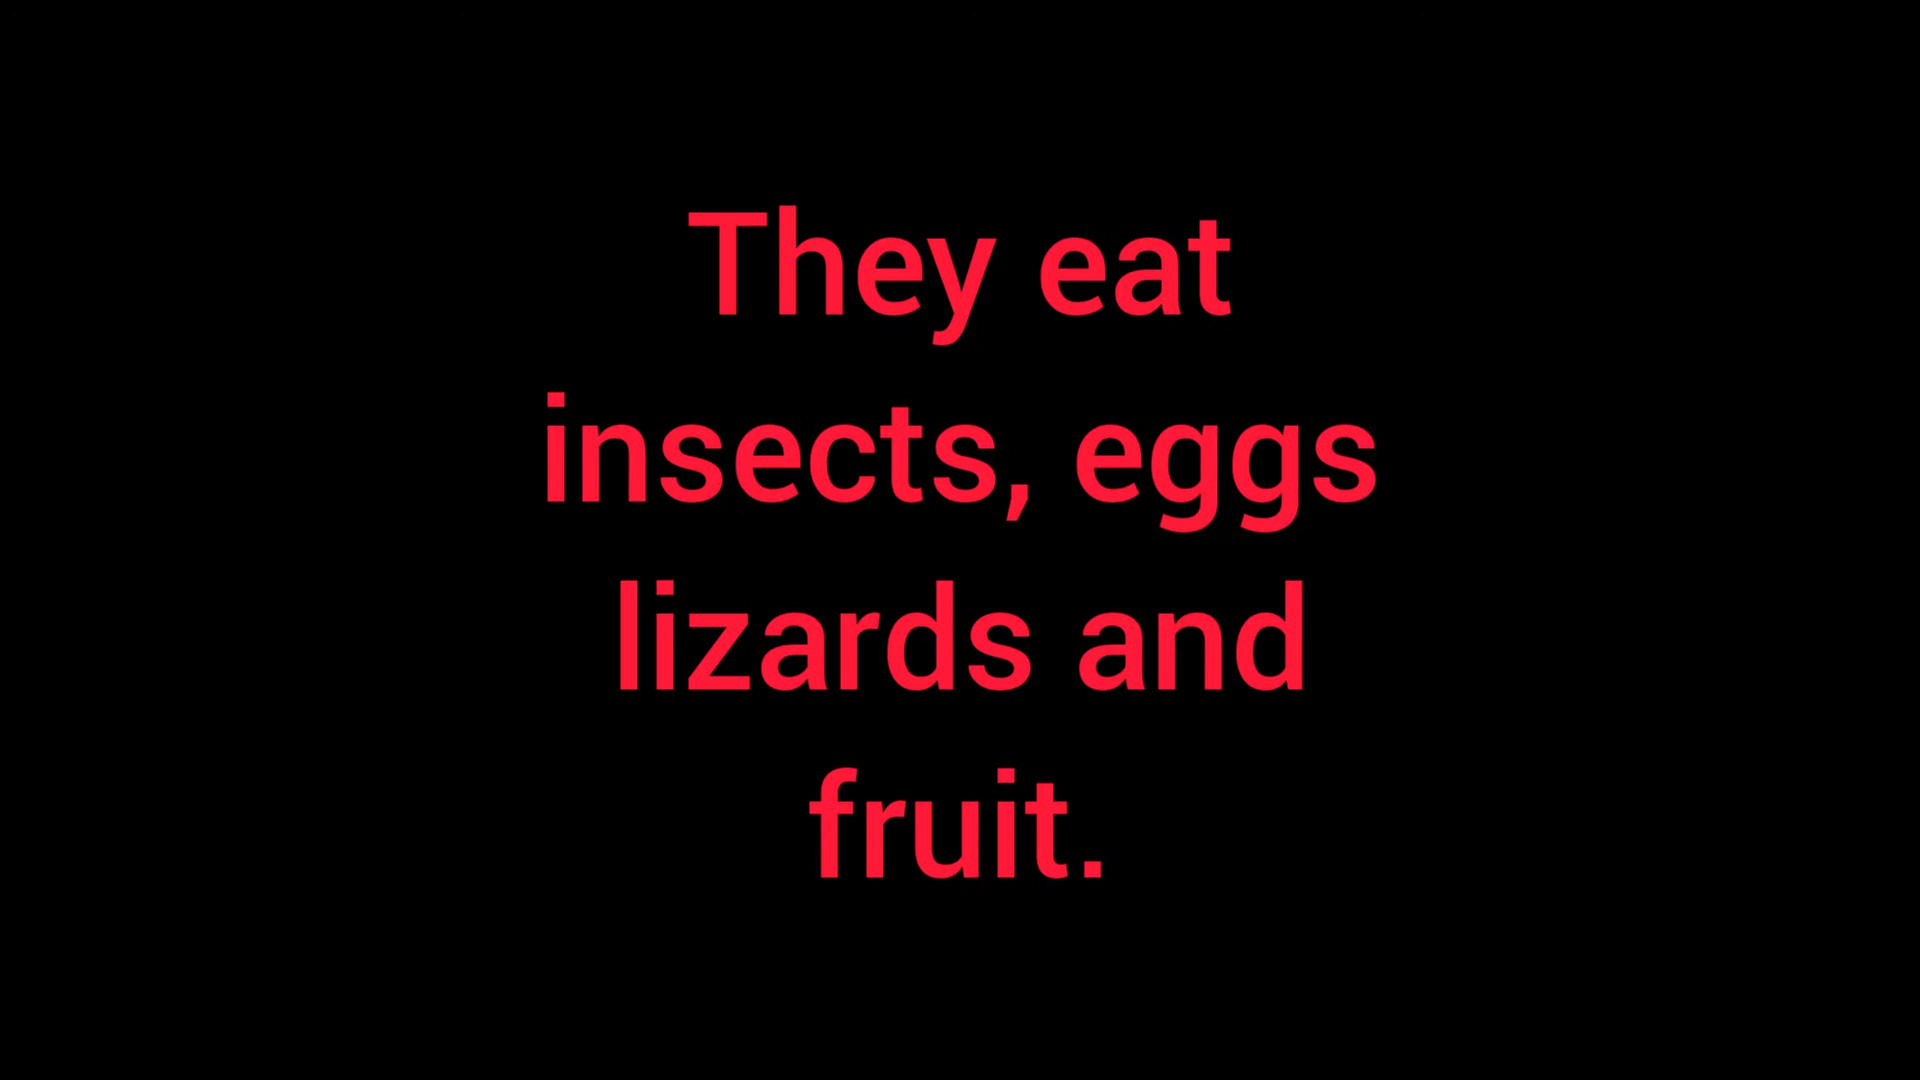 They eat
insects, eggs
lizards and
fruit.